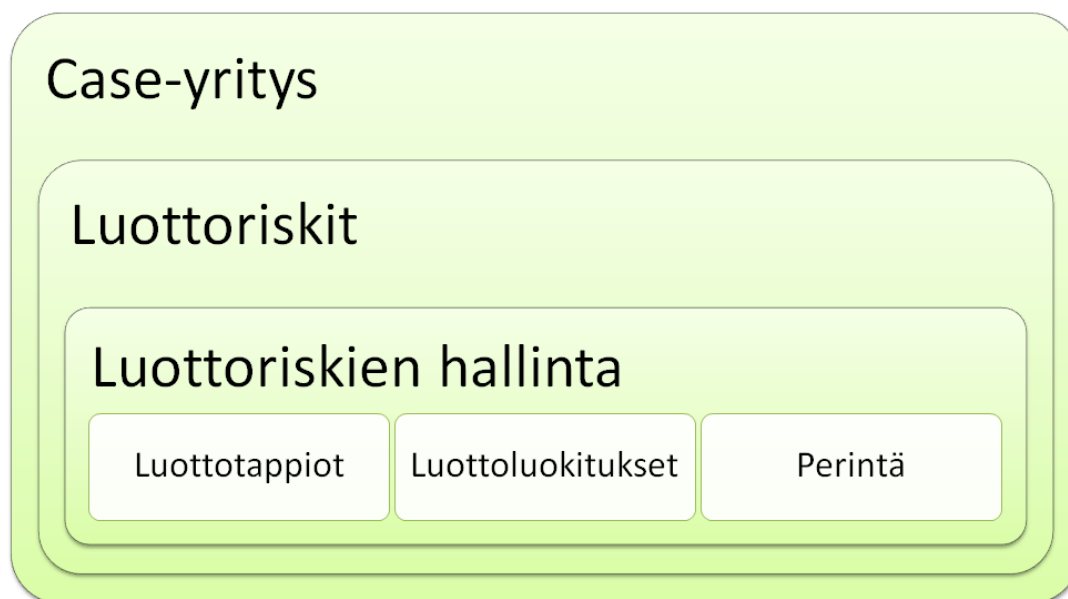 Case-yritys
Luottoriskit
Luottoriskien hallinta
Luottotappiot
Luottoluokitukset
Perintä